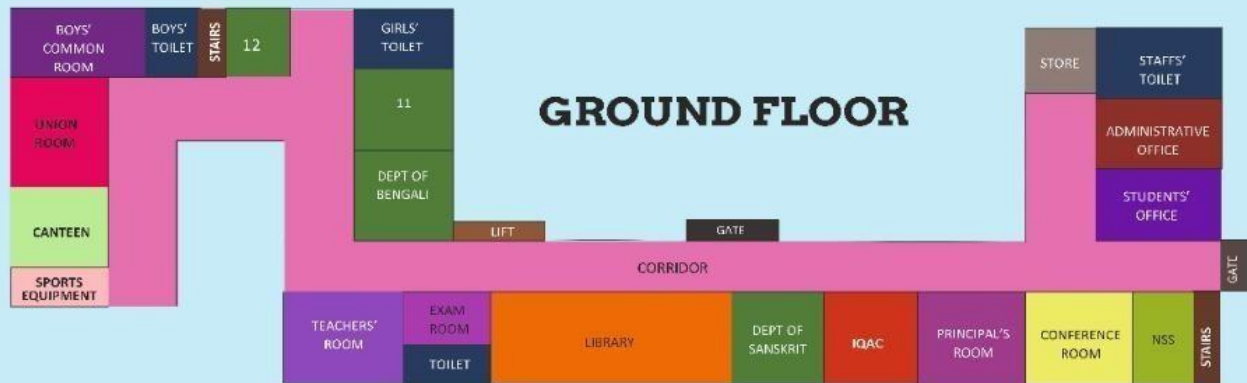 BOYS'
COMMON
ROOM
BOYS'
TOILET
STAIRS
12
GIRLS'
TOILET
STORE
STAFFS'
TOILET
UNION
ROOM
11
GROUND FLOOR
ADMINISTRATIVE
OFFICE
DEPT OF
BENGALI
STUDENTS'
OFFICE
CANTEEN
LIFT
GATE
SPORTS
EQUIPMENT
CORRIDOR
GATE
TEACHERS'
ROOM
EXAM
ROOM
TOILET
LIBRARY
DEPT OF
SANSKRIT
IQAC
PRINCIPAL'S
ROOM
CONFERENCE
ROOM
NSS
STAIRS